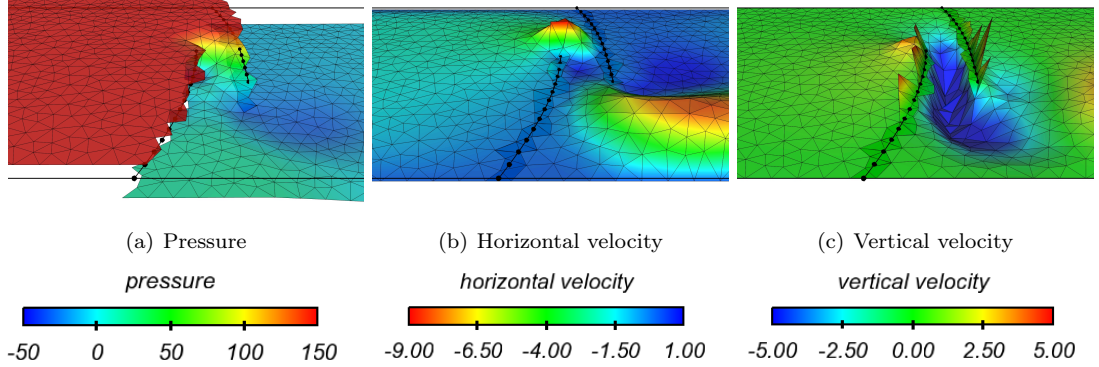 (a) Pressure
(b) Horizontal velocity
(c) Vertical velocity
pressure
horizontal velocity
vertical velocity
-50 0 50 100 150
-9.00 -6.50 -4.00 -1.50 1.00
-5.00 -2.50 0.00 2.50 5.00